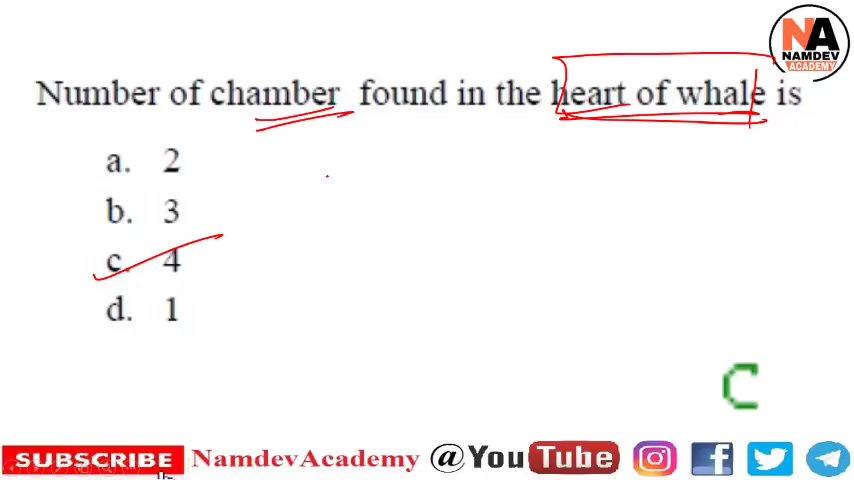 NA
NAMDEV
ACADEMY
Number of chamber found in the heart of whale is
a. 2
b. 3
c. 4
d. 1
C
SUBSCRIBE NamdevAcademy @YouTube